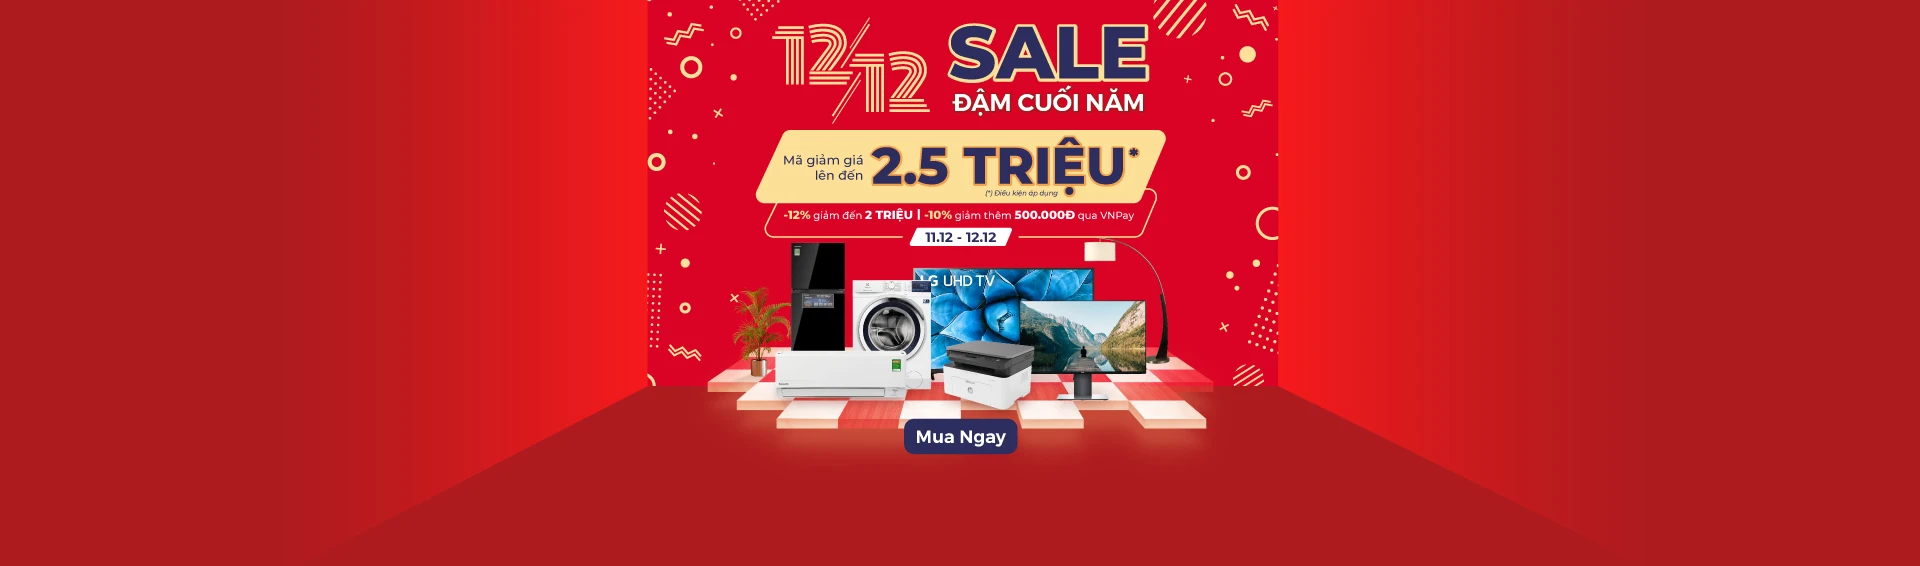 12/12
SALE
ĐẬM CUỐI NĂM
Mã giảm giá
lên đến
2.5 TRIỆU*
(*) Điều kiện áp dụng
-12% giảm đến 2 TRIỆU | -10% giảm thêm 500.000Đ qua VNPay
11.12 - 12.12
LG UHD TV
Mua Ngay